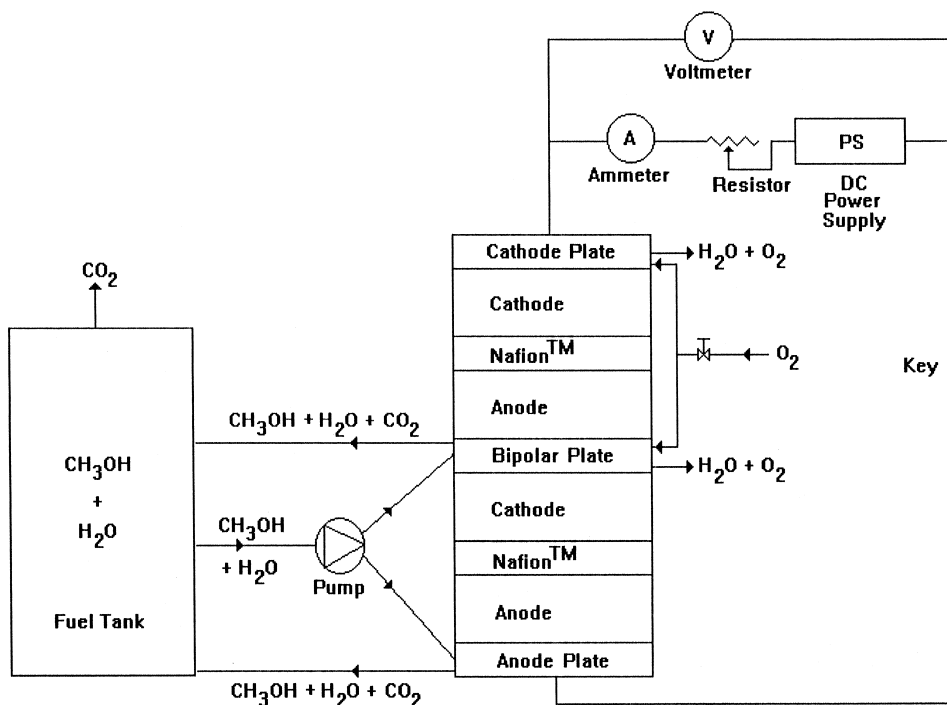 V
Voltmeter
A
PS
Ammeter
Resistor
DC
Power
Supply
Cathode Plate
H₂O + O₂
CO₂
Cathode
Nafion™
O₂
Key
Anode
CH₃OH + H₂O + CO₂
Bipolar Plate
H₂O + O₂
CH₃OH
+
H₂O
Cathode
CH₃OH
+ H₂O
Nafion™
Pump
Anode
Fuel Tank
Anode Plate
CH₃OH + H₂O + CO₂